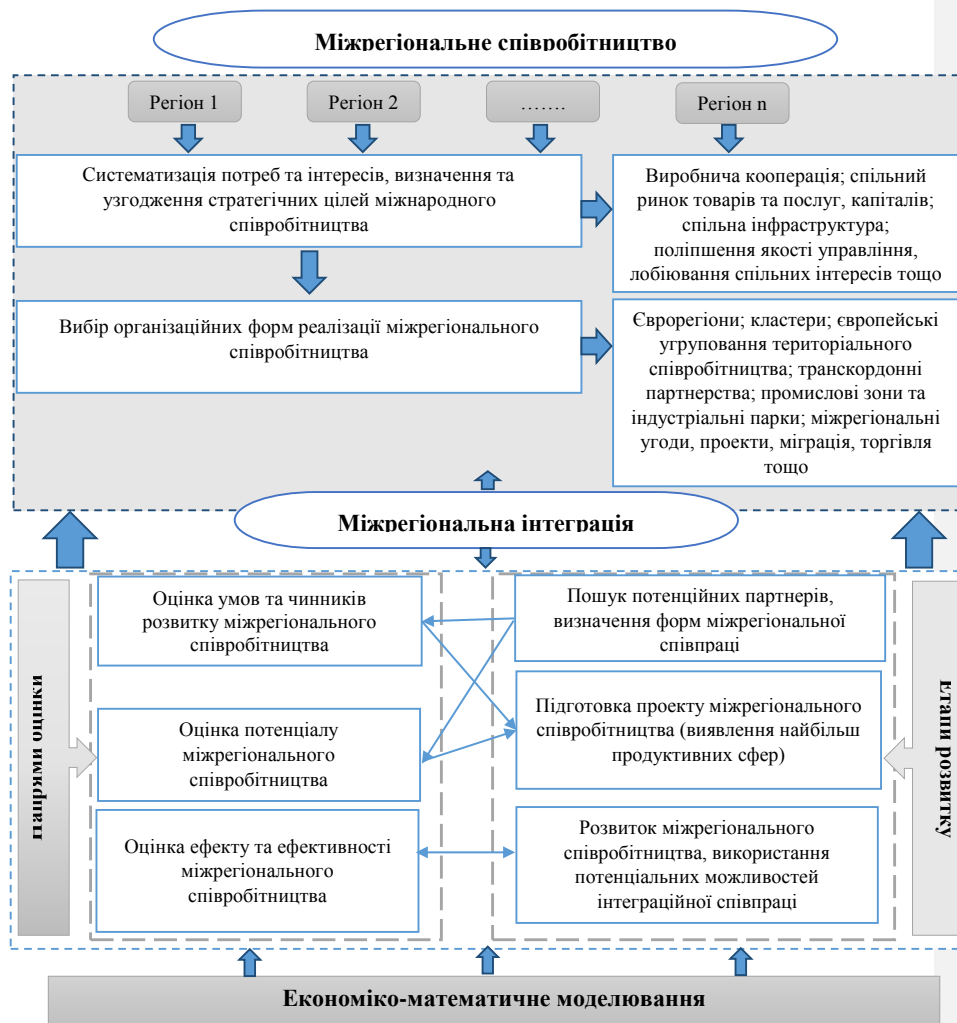 Міжрегіональне співробітництво
Регіон 1
Регіон 2
…….
Регіон n
Систематизація потреб та інтересів, визначення та
узгодження стратегічних цілей міжнародного
співробітництва
Виробнича кооперація; спільний
ринок товарів та послуг, капіталів;
спільна інфраструктура;
поліпшення якості управління,
лобіювання спільних інтересів тощо
Вибір організаційних форм реалізації міжрегіонального
співробітництва
Єврорегіони; кластери; європейські
угруповання територіального
співробітництва; транскордонні
партнерства; промислові зони та
індустріальні парки; міжрегіональні
угоди, проекти, міграція, торгівля
тощо
Міжрегіональна інтеграція
Напрями оцінки
Оцінка умов та чинників
розвитку міжрегіонального
співробітництва
Оцінка потенціалу
міжрегіонального
співробітництва
Оцінка ефекту та ефективності
міжрегіонального
співробітництва
Пошук потенційних партнерів,
визначення форм міжрегіональної
співпраці
Підготовка проекту міжрегіонального
співробітництва (виявлення найбільш
продуктивних сфер)
Розвиток міжрегіонального
співробітництва, використання
потенціальних можливостей
інтеграційної співпраці
Етапи розвитку
Економіко-математичне моделювання